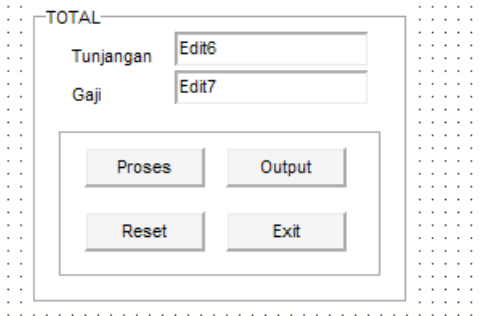 TOTAL
Tunjangan Edit6
Gaji Edit7
Proses Output
Reset Exit